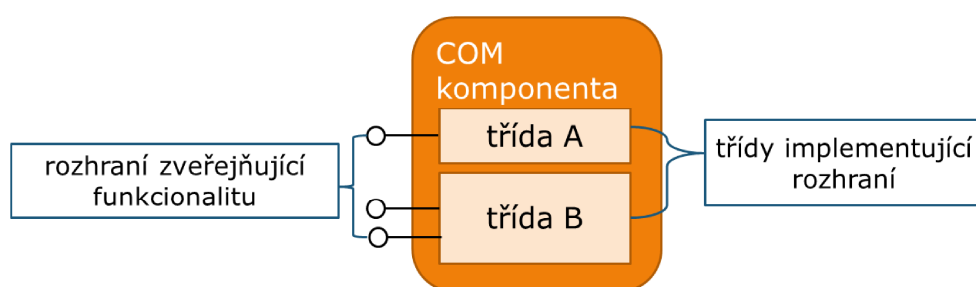 COM
komponenta
třída A
třída B
rozhraní zveřejňující
funkcionalitu
třídy implementující
rozhraní